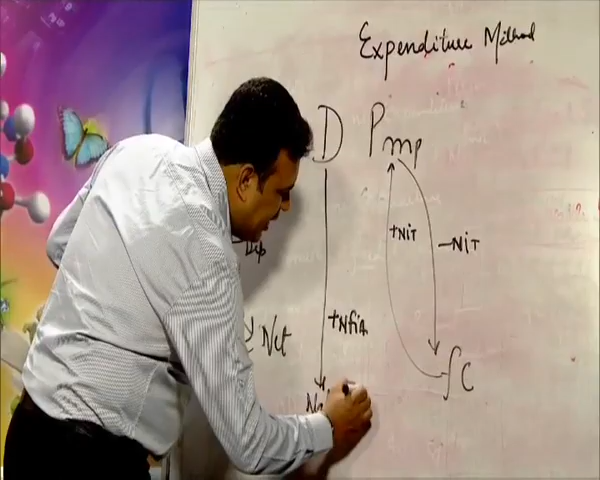 Expenditure Method
D Pmp
+NIT -NIT
Dep
+NfiA
Net
fC